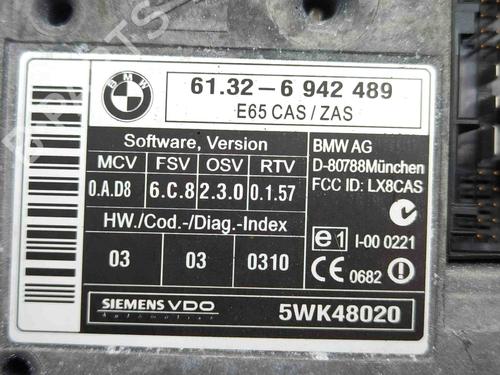 BMW
61.32-6 942 489
E65 CAS / ZAS
Software, Version
MCV FSV OSV RTV
0.A.D8 6.C.8 2.3.0 0.1.57
HW./Cod.-/Diag.-Index
03 03 0310
BMW AG
D-80788München
FCC ID: LX8CAS
e1 I-00 0221
CE 0682
SIEMENS VDO
Automotive
5WK48020